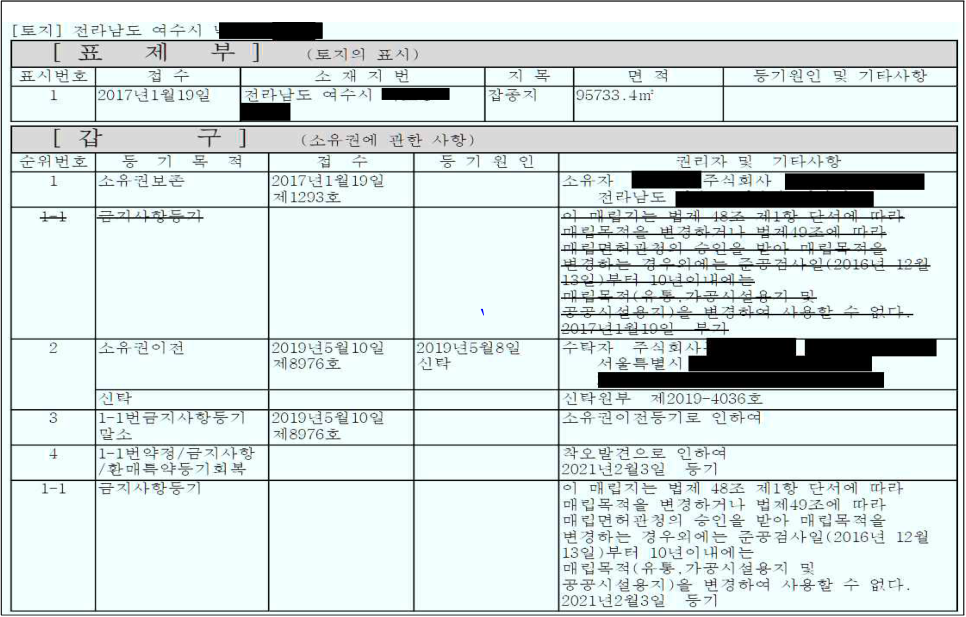 [토지] 전라남도 여수시
[ 표 제 부 ] (토지의 표시)
표시번호 접 수 소 재 지 번 지 목 면 적 등기원인 및 기타사항
1 2017년1월19일 전라남도 여수시 잡종지 95733.4㎡
[ 갑 구 ] (소유권에 관한 사항)
순위번호 등 기 목 적 접 수 등 기 원 인 권리자 및 기타사항
1 소유권보존 2017년1월19일 소유자 주식회사
제1293호 전라남도
1-1 금지사항등기 이 매립지는 법제 48조 제1항 단서에 따라
매립목적을 변경하거나 법제49조에 따라
매립면허관청의 승인을 받아 매립목적을
변경하는 경우외에는 준공검사일(2016년 12월
13일)부터 10년이내에는
매립목적(유통,가공시설용지 및
공공시설용지)을 변경하여 사용할 수 없다.
2017년1월19일 부기
2 소유권이전 2019년5월10일 2019년5월8일 수탁자 주식회사
제8976호 신탁 서울특별시
신탁 신탁원부 제2019-4036호
3 1-1번금지사항등기 2019년5월10일 소유권이전등기로 인하여
말소 제8976호
4 1-1번약정/금지사항 착오발견으로 인하여
/환매특약등기회복 2021년2월3일 등기
1-1 금지사항등기 이 매립지는 법제 48조 제1항 단서에 따라
매립목적을 변경하거나 법제49조에 따라
매립면허관청의 승인을 받아 매립목적을
변경하는 경우외에는 준공검사일(2016년 12월
13일)부터 10년이내에는
매립목적(유통,가공시설용지 및
공공시설용지)을 변경하여 사용할 수 없다.
2021년2월3일 등기